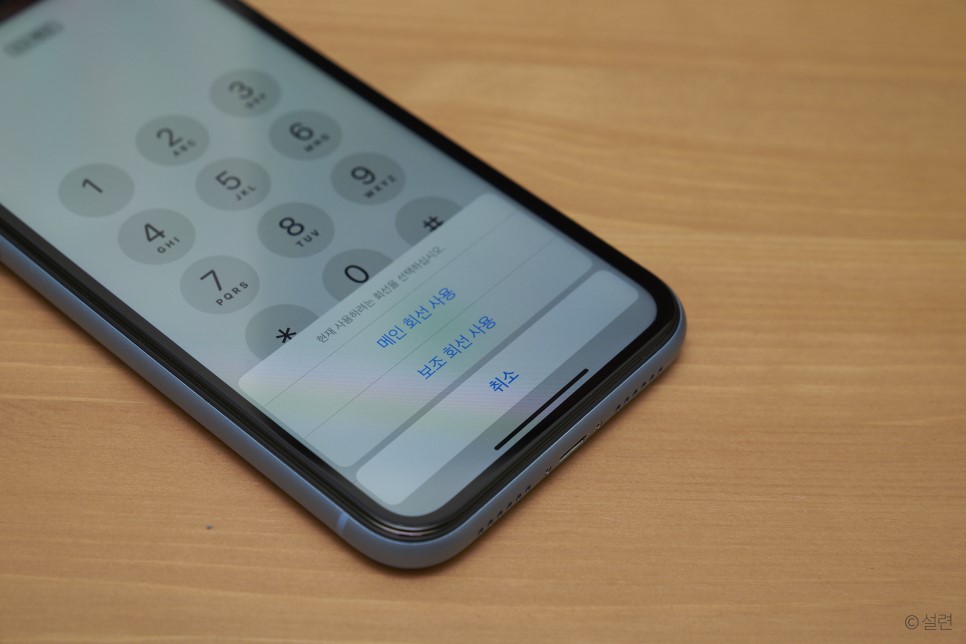 1
2 ABC
3 DEF
4 GHI
5 JKL
6 MNO
7 PQRS
8 TUV
9 WXYZ
*
0
#
현재 사용하려는 회선을 선택하십시오.
메인 회선 사용
보조 회선 사용
취소
© 설련